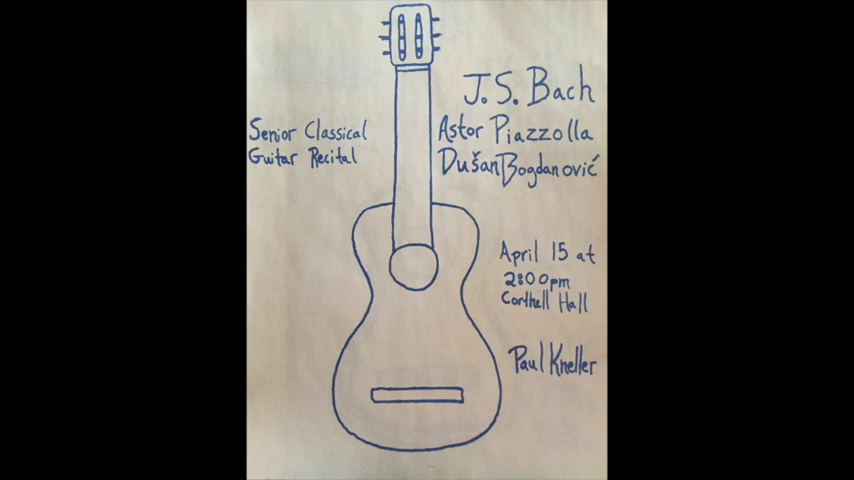 Senior Classical
Guitar Recital
J. S. Bach
Astor Piazzolla
Dušan Bogdanović
April 15 at
2:00pm
Corthell Hall
Paul Kneller